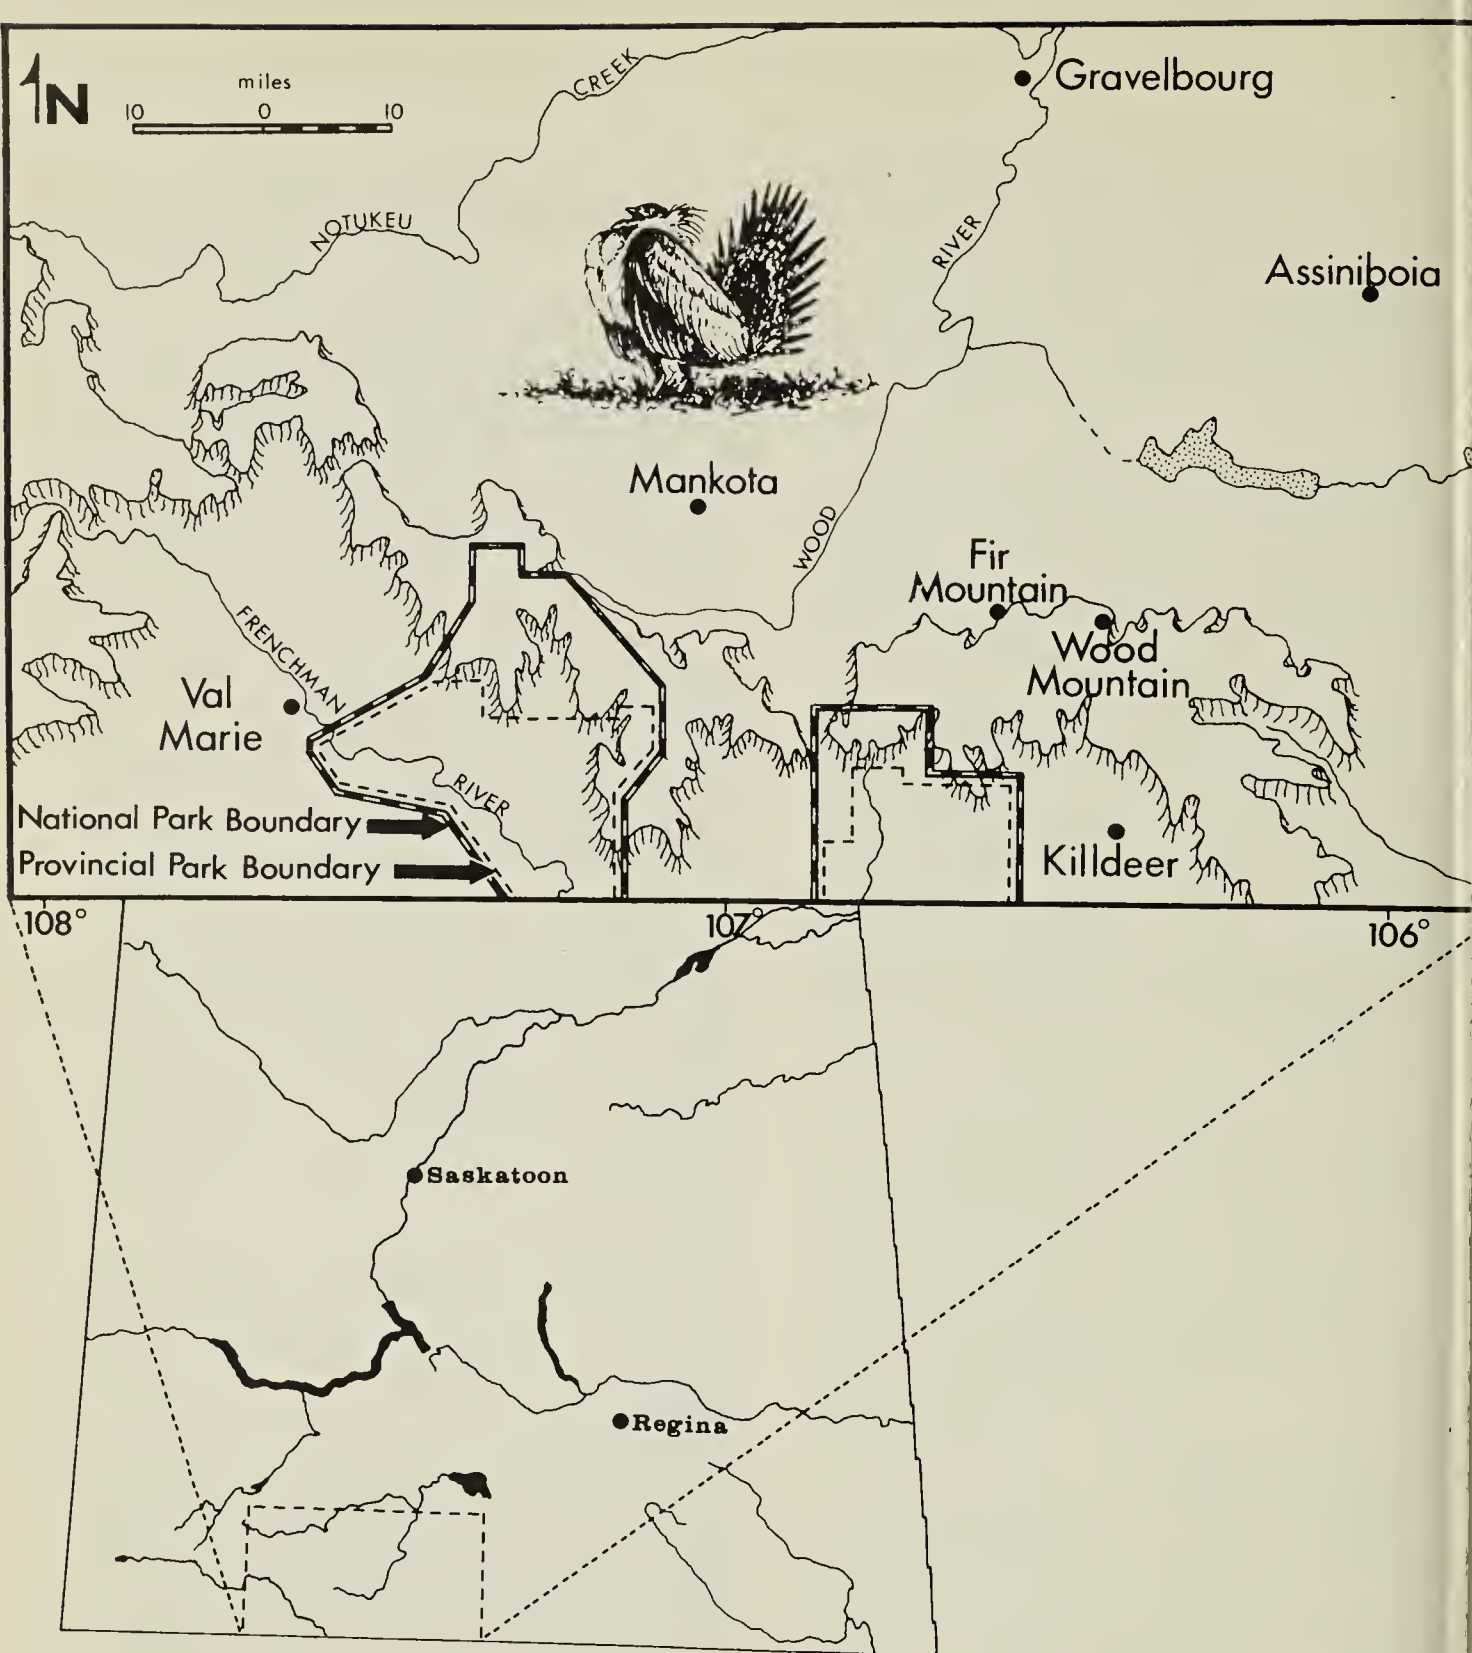 N
miles
10 0 10
CREEK
Gravelbourg
NOTUKEU
RIVER
Assiniboia
Mankota
WOOD
Fir
Mountain
FRENCHMAN
Wood
Mountain
Val
Marie
RIVER
National Park Boundary
Provincial Park Boundary
Killdeer
108° 107° 106°
Saskatoon
Regina